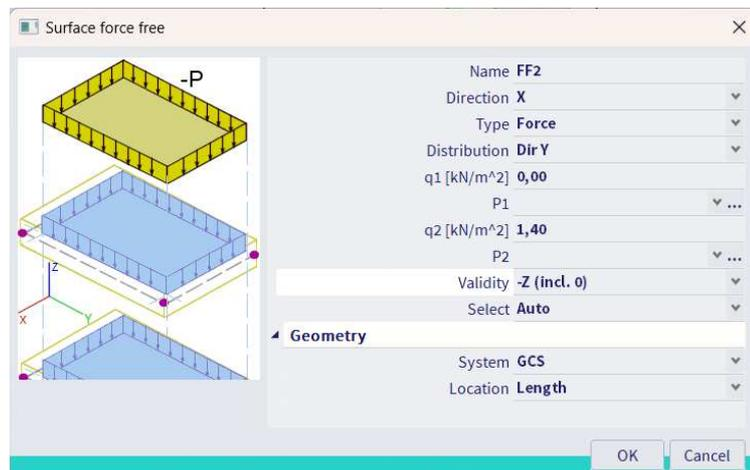 Surface force free
-P
Z
X
Y
Name FF2
Direction X
Type Force
Distribution Dir Y
q1 [kN/m^2] 0,00
P1 ...
q2 [kN/m^2] 1,40
P2 ...
Validity -Z (incl. 0)
Select Auto
Geometry
System GCS
Location Length
OK Cancel